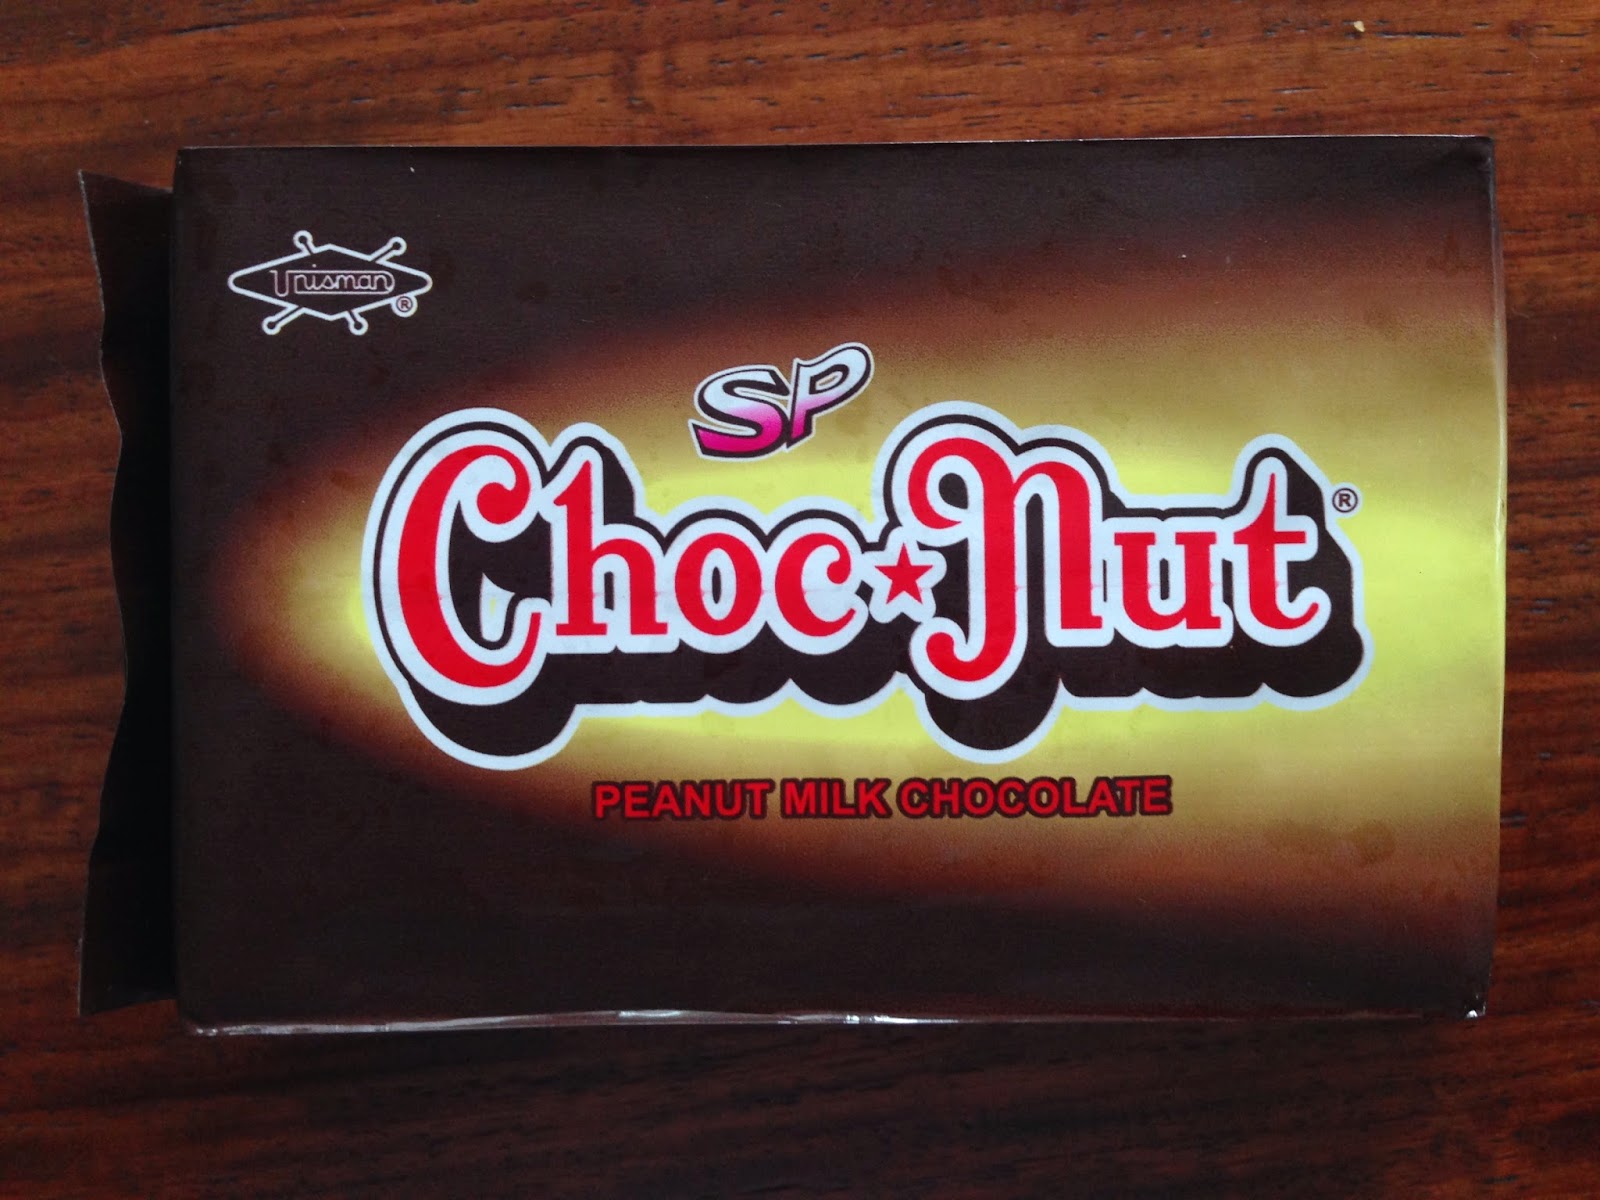 Unisman®
SP
Choc★Nut®
PEANUT MILK CHOCOLATE